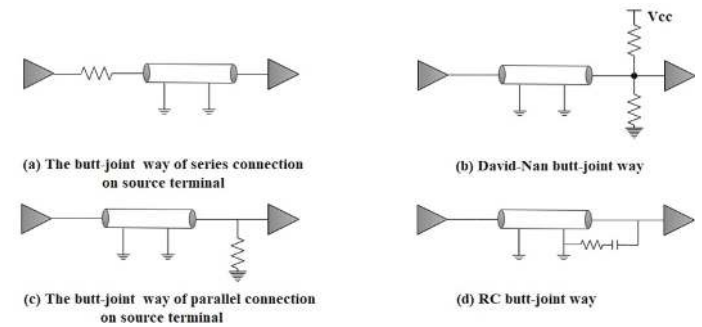 Vcc
(a) The butt-joint way of series connection
on source terminal
(b) David-Nan butt-joint way
(c) The butt-joint way of parallel connection
on source terminal
(d) RC butt-joint way